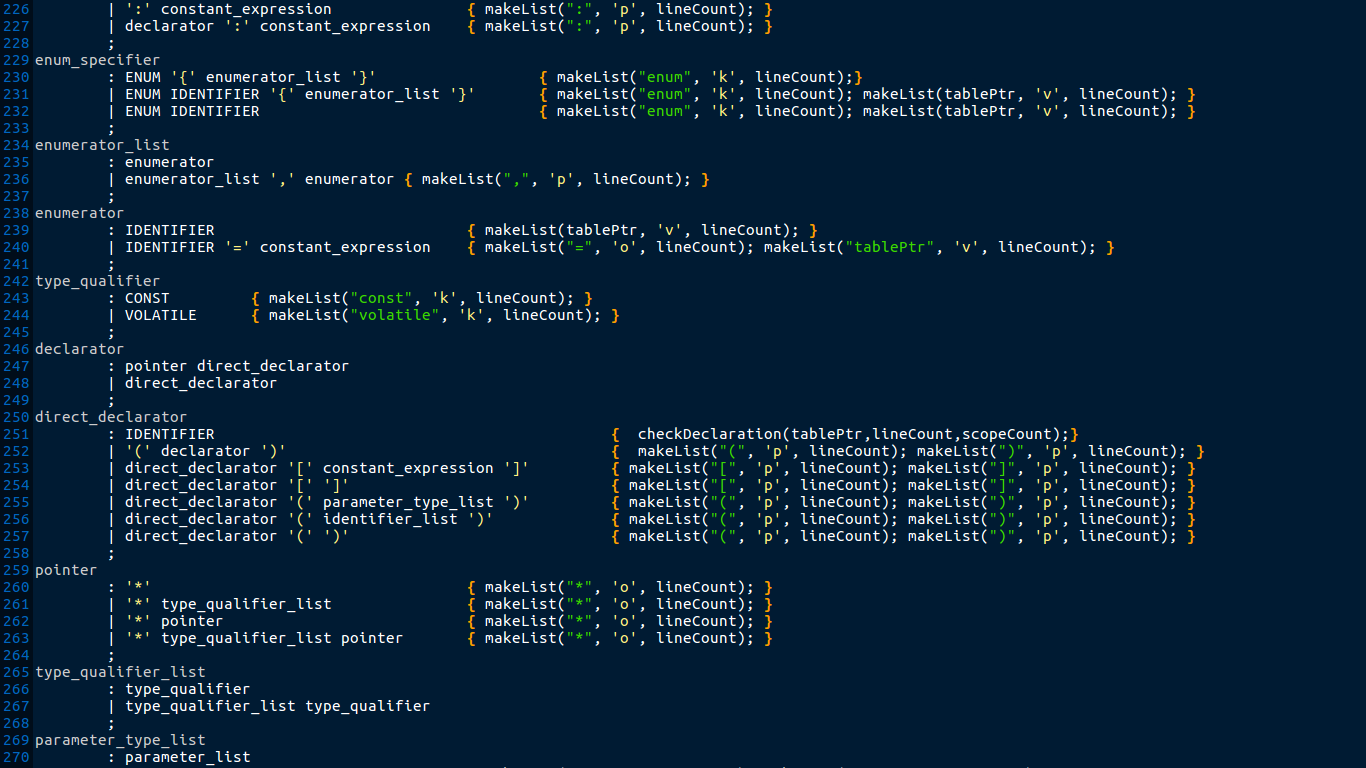 226         | ':' constant_expression               { makeList(":", 'p', lineCount); }
227         | declarator ':' constant_expression    { makeList(":", 'p', lineCount); }
228         ;
229 enum_specifier
230         : ENUM '{' enumerator_list '}'                  { makeList("enum", 'k', lineCount);}
231         | ENUM IDENTIFIER '{' enumerator_list '}'       { makeList("enum", 'k', lineCount); makeList(tablePtr, 'v', lineCount); }
232         | ENUM IDENTIFIER                               { makeList("enum", 'k', lineCount); makeList(tablePtr, 'v', lineCount); }
233         ;
234 enumerator_list
235         : enumerator
236         | enumerator_list ',' enumerator { makeList(",", 'p', lineCount); }
237         ;
238 enumerator
239         : IDENTIFIER                            { makeList(tablePtr, 'v', lineCount); }
240         | IDENTIFIER '=' constant_expression    { makeList("=", 'o', lineCount); makeList("tablePtr", 'v', lineCount); }
241         ;
242 type_qualifier
243         : CONST         { makeList("const", 'k', lineCount); }
244         | VOLATILE      { makeList("volatile", 'k', lineCount); }
245         ;
246 declarator
247         : pointer direct_declarator
248         | direct_declarator
249         ;
250 direct_declarator
251         : IDENTIFIER                                            {  checkDeclaration(tablePtr,lineCount,scopeCount);}
252         | '(' declarator ')'                                    {  makeList("(", 'p', lineCount); makeList(")", 'p', lineCount); }
253         | direct_declarator '[' constant_expression ']'         { makeList("[", 'p', lineCount); makeList("]", 'p', lineCount); }
254         | direct_declarator '[' ']'                             { makeList("[", 'p', lineCount); makeList("]", 'p', lineCount); }
255         | direct_declarator '(' parameter_type_list ')'         { makeList("(", 'p', lineCount); makeList(")", 'p', lineCount); }
256         | direct_declarator '(' identifier_list ')'             { makeList("(", 'p', lineCount); makeList(")", 'p', lineCount); }
257         | direct_declarator '(' ')'                             { makeList("(", 'p', lineCount); makeList(")", 'p', lineCount); }
258         ;
259 pointer
260         : '*'                                   { makeList("*", 'o', lineCount); }
261         | '*' type_qualifier_list               { makeList("*", 'o', lineCount); }
262         | '*' pointer                           { makeList("*", 'o', lineCount); }
263         | '*' type_qualifier_list pointer       { makeList("*", 'o', lineCount); }
264         ;
265 type_qualifier_list
266         : type_qualifier
267         | type_qualifier_list type_qualifier
268         ;
269 parameter_type_list
270         : parameter_list